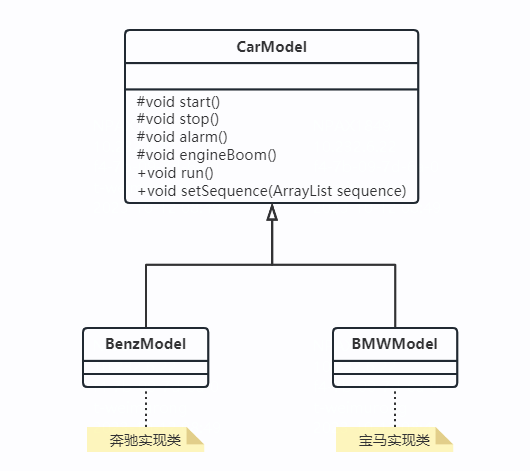 CarModel
#void start()
#void stop()
#void alarm()
#void engineBoom()
+void run()
+void setSequence(ArrayList sequence)
BenzModel
BMWModel
奔驰实现类
宝马实现类